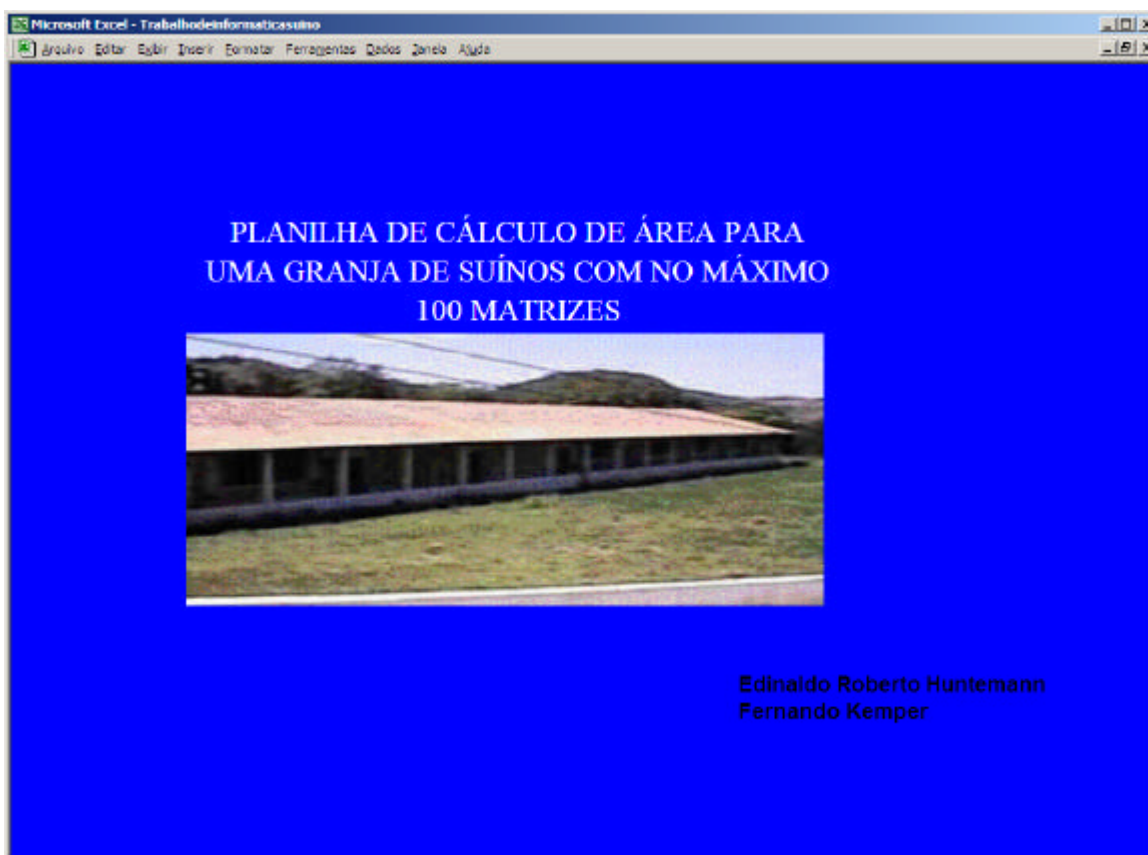 Microsoft Excel - Trabalhodeinformaticasuino
Arquivo Editar Exibir Inserir Formatar Ferramentas Dados Janela Ajuda
PLANILHA DE CÁLCULO DE ÁREA PARA
UMA GRANJA DE SUÍNOS COM NO MÁXIMO
100 MATRIZES
Edinaldo Roberto Huntemann
Fernando Kemper